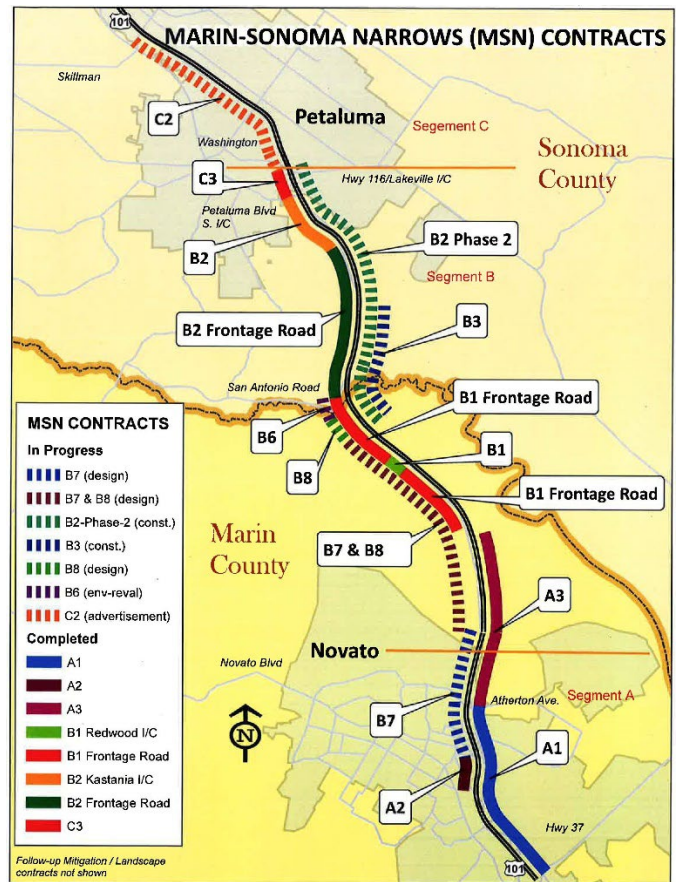 101
MARIN-SONOMA NARROWS (MSN) CONTRACTS
Skillman
C2
Petaluma
Segement C
Washington
Sonoma
County
C3
Hwy 116/Lakeville I/C
Petaluma Blvd
S. I/C
B2
B2 Phase 2
Segment B
B2 Frontage Road
B3
San Antonio Road
B1 Frontage Road
B6
B1
B8
B1 Frontage Road
Marin
County
B7 & B8
A3
Novato
Novato Blvd
Atherton Ave.
Segment A
B7
N
A1
A2
Hwy 37
101
MSN CONTRACTS
In Progress
B7 (design)
B7 & B8 (design)
B2-Phase-2 (const.)
B3 (const.)
B8 (design)
B6 (env-reval)
C2 (advertisement)
Completed
A1
A2
A3
B1 Redwood I/C
B1 Frontage Road
B2 Kastania I/C
B2 Frontage Road
C3
Follow-up Mitigation / Landscape
contracts not shown